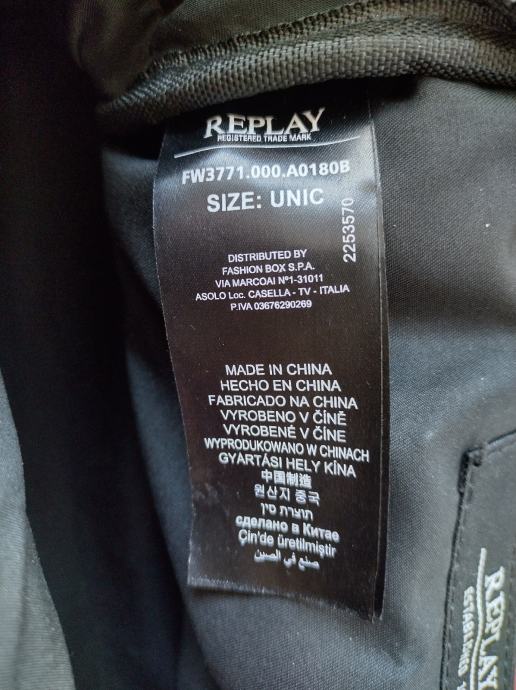 REPLAY
REGISTERED TRADE MARK
FW3771.000.A0180B
SIZE: UNIC
2253570
DISTRIBUTED BY
FASHION BOX S.P.A.
VIA MARCOAI Nº1-31011
ASOLO Loc. CASELLA - TV - ITALIA
P.IVA 03676290269
MADE IN CHINA
HECHO EN CHINA
FABRICADO NA CHINA
VYROBENO V ČÍNĚ
VYROBENÉ V ČÍNE
WYPRODUKOWANO W CHINACH
GYÁRTÁSI HELY KÍNA
中国制造
원산지 중국
תוצרת סין
сделано в Китае
Çin'de üretilmiştir
صنع في الصين
REPLAY